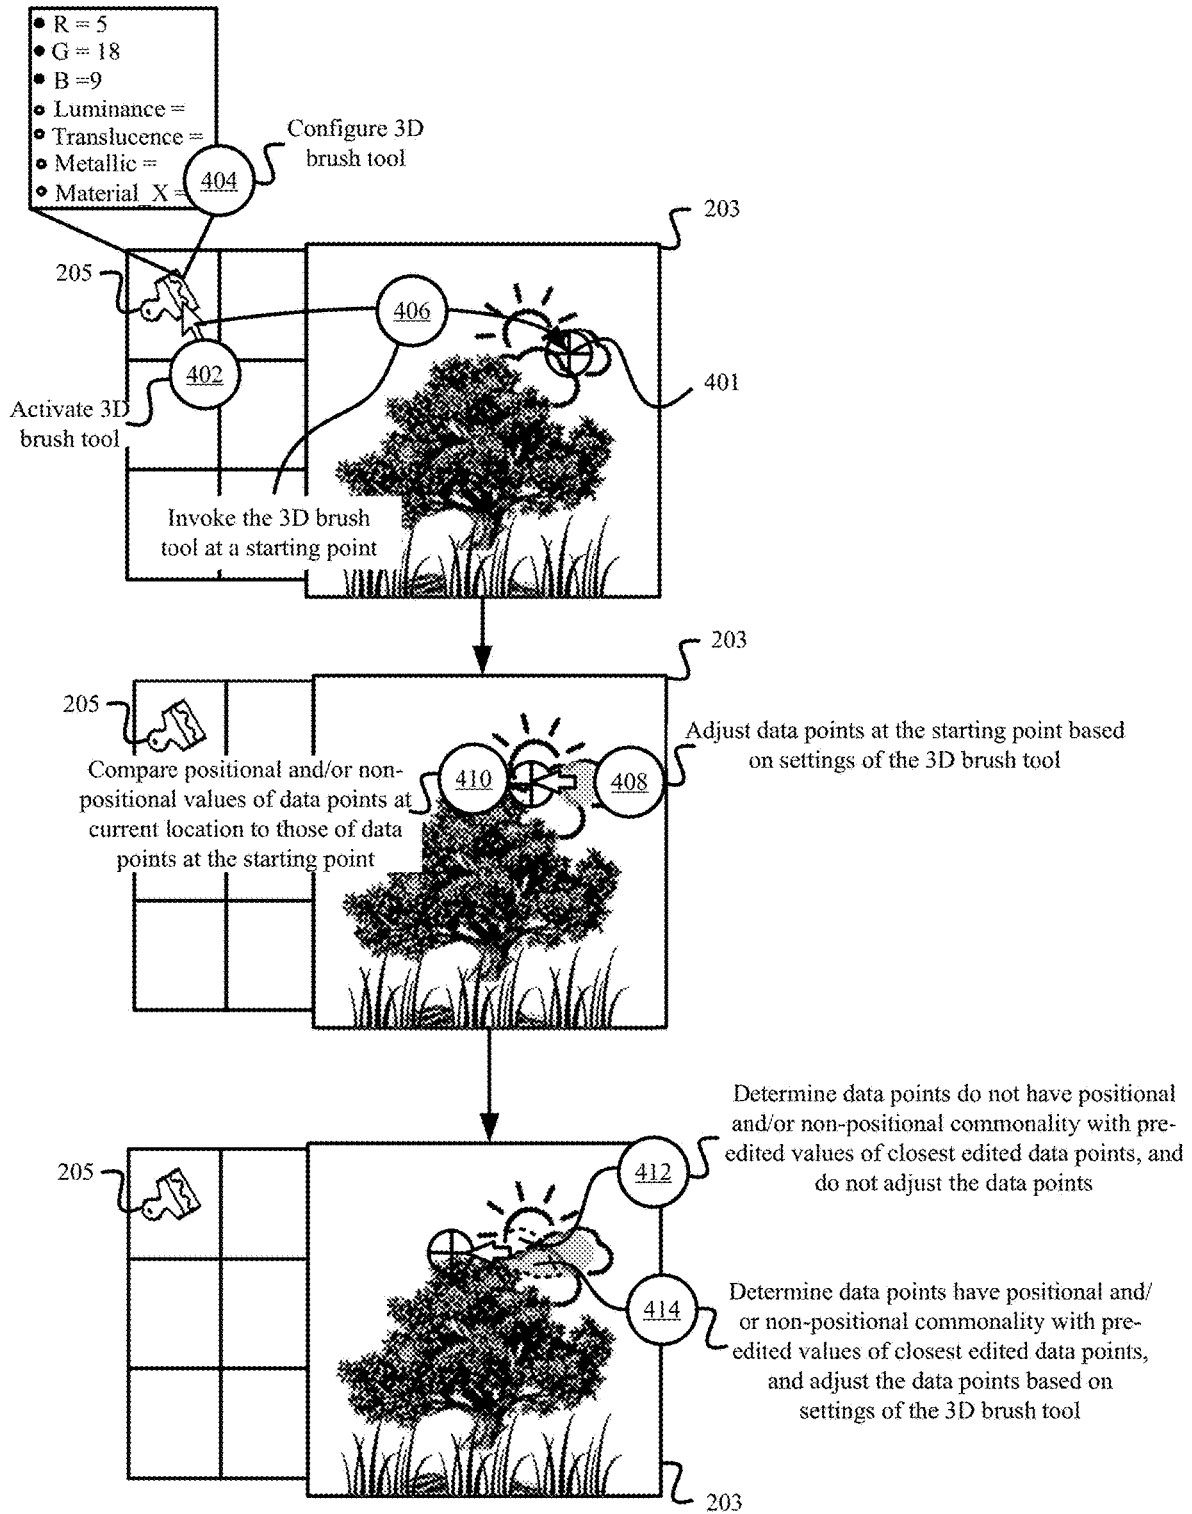 R = 5
G = 18
B =9
Luminance =
Translucence =
Metallic =
Material_X =
404
Configure 3D
brush tool
203
205
406
402
401
Activate 3D
brush tool
Invoke the 3D brush
tool at a starting point
203
205
Adjust data points at the starting point based
on settings of the 3D brush tool
410
408
Compare positional and/or non-
positional values of data points at
current location to those of data
points at the starting point
Determine data points do not have positional
and/or non-positional commonality with pre-
edited values of closest edited data points, and
do not adjust the data points
412
205
414
Determine data points have positional and/
or non-positional commonality with pre-
edited values of closest edited data points,
and adjust the data points based on
settings of the 3D brush tool
203